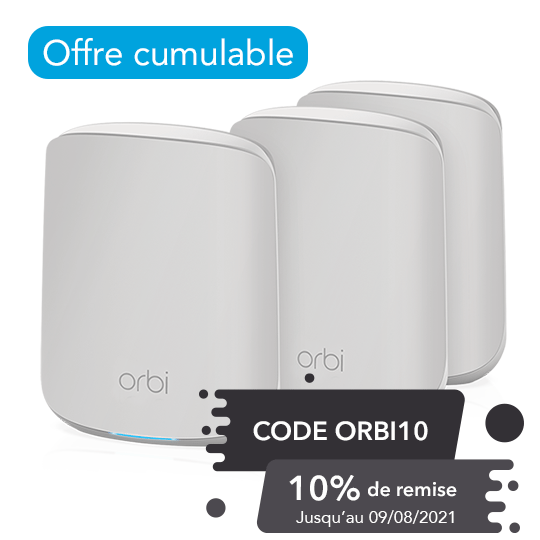 Offre cumulable
orbi
orbi
CODE ORBI10
10% de remise
Jusqu'au 09/08/2021